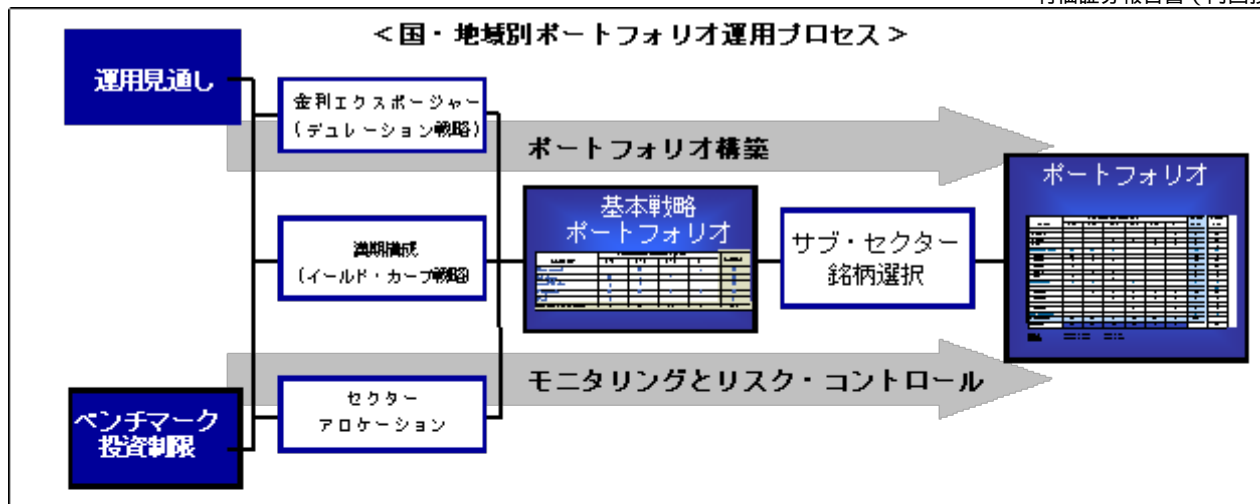 ＜国・地域別ポートフォリオ運用プロセス＞
運用見通し
金利エクスポージャー
(デュレーション戦略)
ポートフォリオ構築
ポートフォリオ
基本戦略
ポートフォリオ
満期構成
(イールド・カーブ戦略)
サブ・セクター
銘柄選択
モニタリングとリスク・コントロール
セクター
アロケーション
ベンチマーク
投資制限